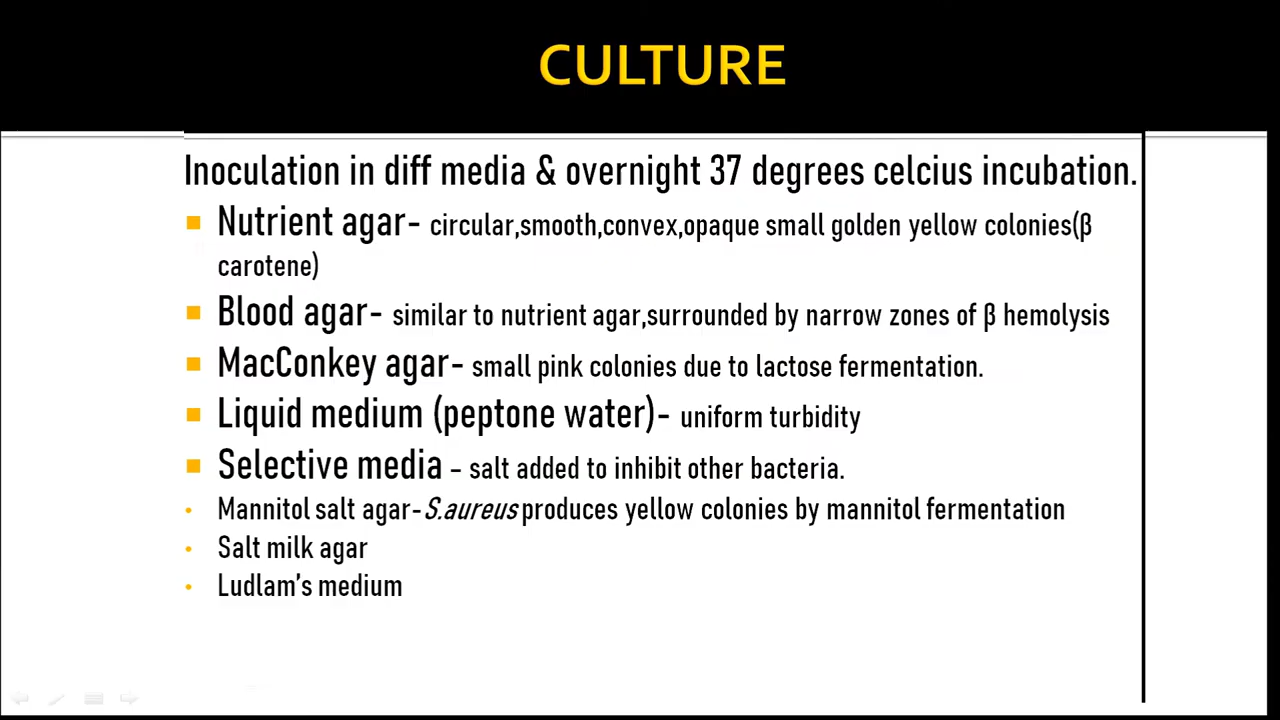 CULTURE
Inoculation in diff media & overnight 37 degrees celcius incubation.
Nutrient agar- circular,smooth,convex,opaque small golden yellow colonies(β
carotene)
Blood agar- similar to nutrient agar,surrounded by narrow zones of β hemolysis
MacConkey agar- small pink colonies due to lactose fermentation.
Liquid medium (peptone water)- uniform turbidity
Selective media – salt added to inhibit other bacteria.
Mannitol salt agar-S.aureus produces yellow colonies by mannitol fermentation
Salt milk agar
Ludlam's medium